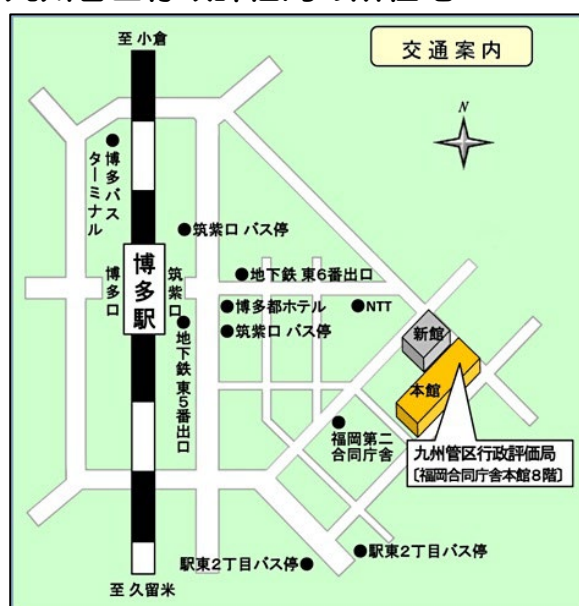 至 小倉
交通案内
N
博多バス
ターミナル
筑紫口 バス停
博多口
博多駅
筑紫口
地下鉄 東6番出口
博多都ホテル
NTT
筑紫口 バス停
地下鉄 東5番出口
新館
本館
福岡第二
合同庁舎
九州管区行政評価局
〔福岡合同庁舎本館8階〕
駅東2丁目バス停
駅東2丁目バス停
至 久留米